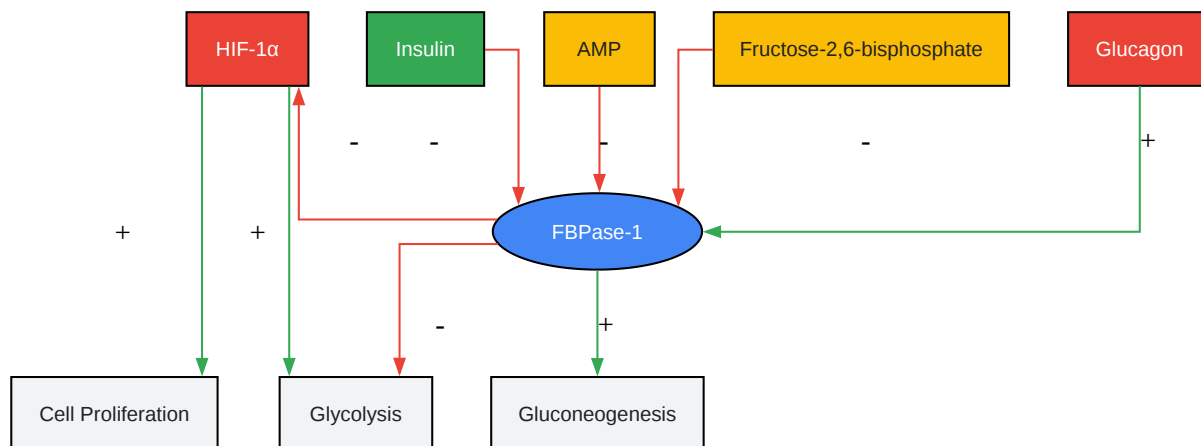 HIF-1α
Insulin
AMP
Fructose-2,6-bisphosphate
Glucagon
-
-
-
-
+
+
+
FBPase-1
-
+
Cell Proliferation
Glycolysis
Gluconeogenesis